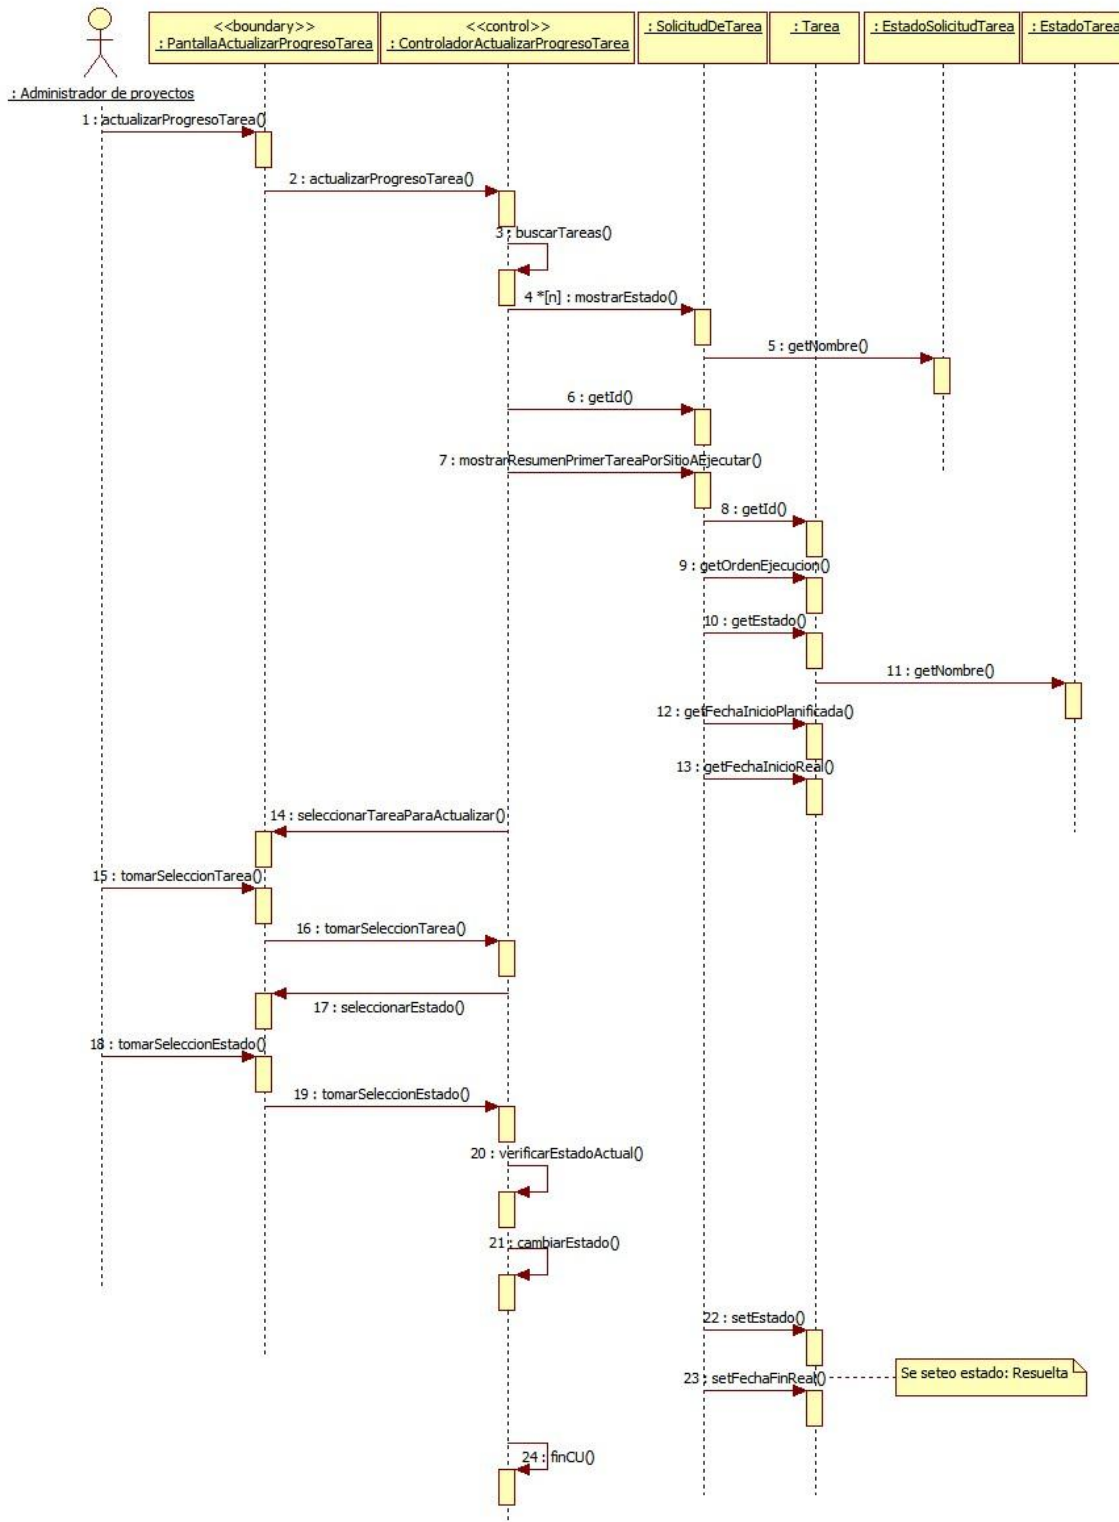 <<boundary>>
: PantallaActualizarProgresoTarea
<<control>>
: ControladorActualizarProgresoTarea
: SolicitudDeTarea
: Tarea
: EstadoSolicitudTarea
: EstadoTarea
: Administrador de proyectos
1 : actualizarProgresoTarea()
2 : actualizarProgresoTarea()
3 : buscarTareas()
4 *[n] : mostrarEstado()
5 : getNombre()
6 : getId()
7 : mostrarResumenPrimerTareaPorSitioAEjecutar()
8 : getId()
9 : getOrdenEjecucion()
10 : getEstado()
11 : getNombre()
12 : getFechaInicioPlanificada()
13 : getFechaInicioReal()
14 : seleccionarTareaParaActualizar()
15 : tomarSeleccionTarea()
16 : tomarSeleccionTarea()
17 : seleccionarEstado()
18 : tomarSeleccionEstado()
19 : tomarSeleccionEstado()
20 : verificarEstadoActual()
21 : cambiarEstado()
22 : setEstado()
Se seteo estado: Resuelta
23 : setFechaFinReal()
24 : finCU()